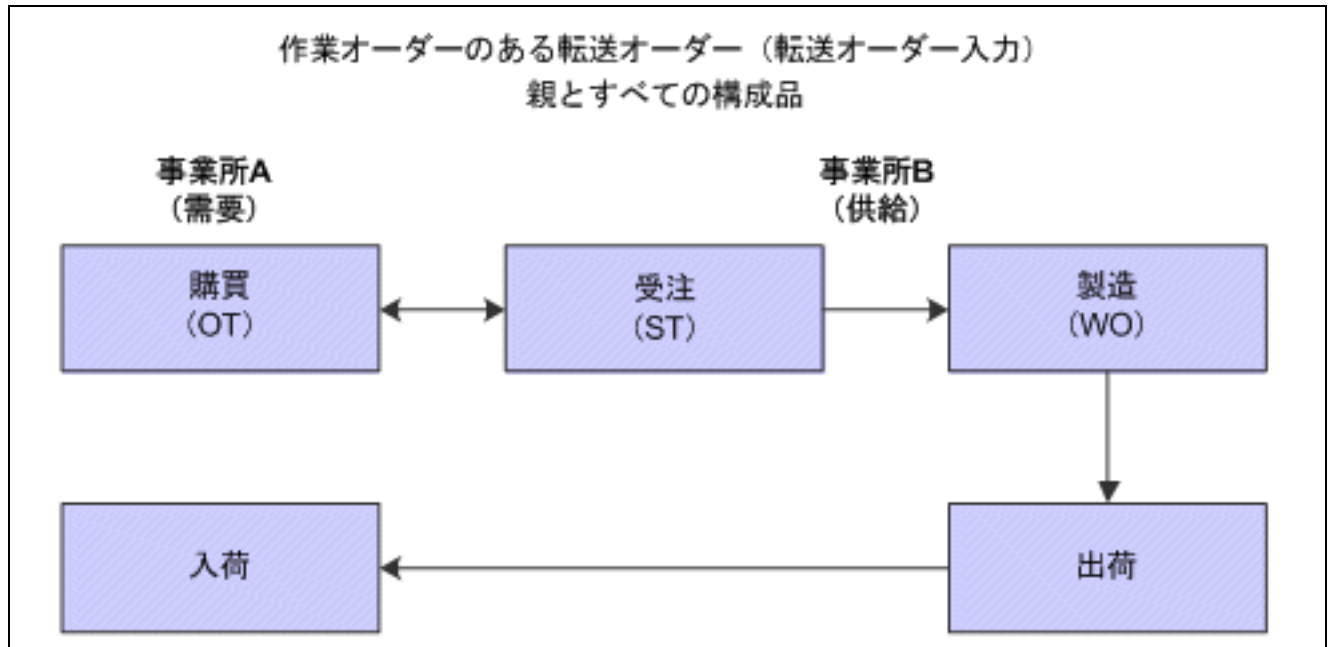 作業オーダーのある転送オーダー（転送オーダー入力）
親とすべての構成品
事業所A
（需要）
事業所B
（供給）
購買
（OT）
受注
（ST）
製造
（WO）
入荷
出荷